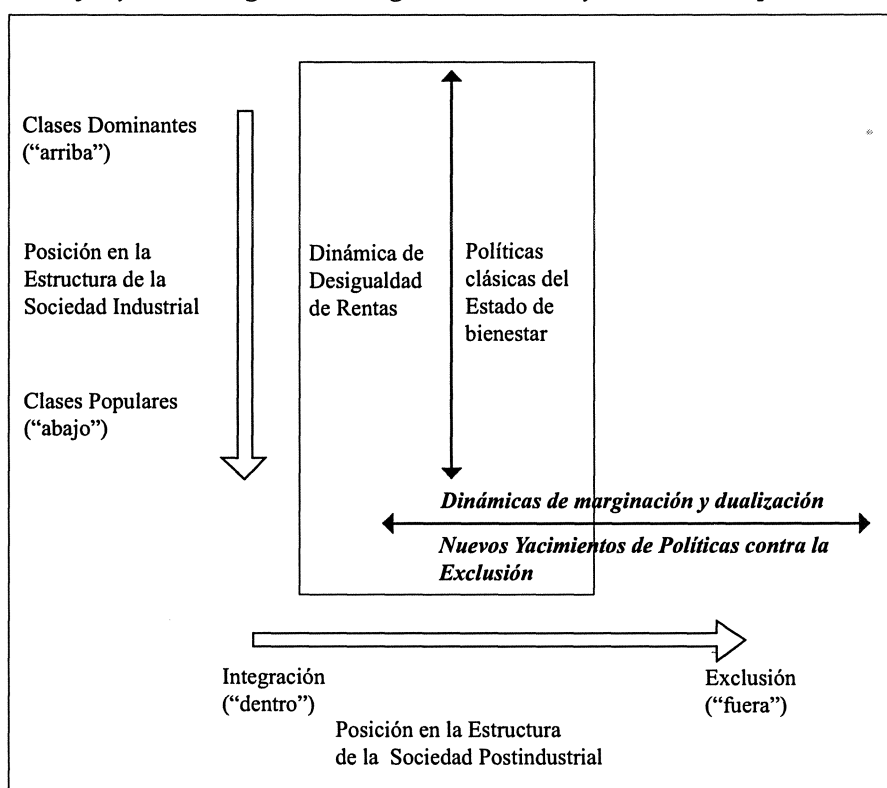 Clases Dominantes
(“arriba”)
Posición en la
Estructura de la
Sociedad Industrial
Clases Populares
(“abajo”)
Dinámica de
Desigualdad
de Rentas
Políticas
clásicas del
Estado de
bienestar
Dinámicas de marginación y dualización
Nuevos Yacimientos de Políticas contra la
Exclusión
Integración
(“dentro”)
Exclusión
(“fuera”)
Posición en la Estructura
de la Sociedad Postindustrial